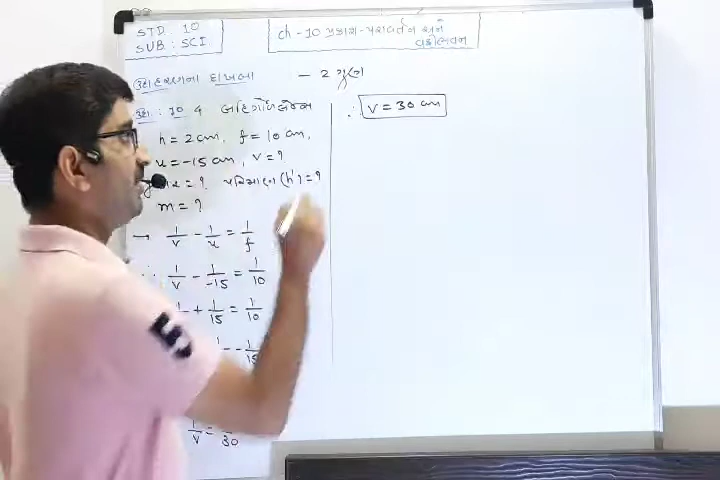 STD. 10
SUB: SCI.
ch - 10 પ્રકાશ - પરાવર્તન અને
વક્રીભવન
ઉદાહરણના દાખલા - 2 ગુણ
ઉદા. : 10.4 બહિર્ગોળ લેન્સ
h = 2 cm, f = 10 cm,
u = -15 cm, v = ?
= ? પરિમાણ (h') = ?
m = ?
→ 1/v - 1/u = 1/f
∴ 1/v - 1/-15 = 1/10
+ 1/15 = 1/10
1/v = 30
∴ v = 30 cm